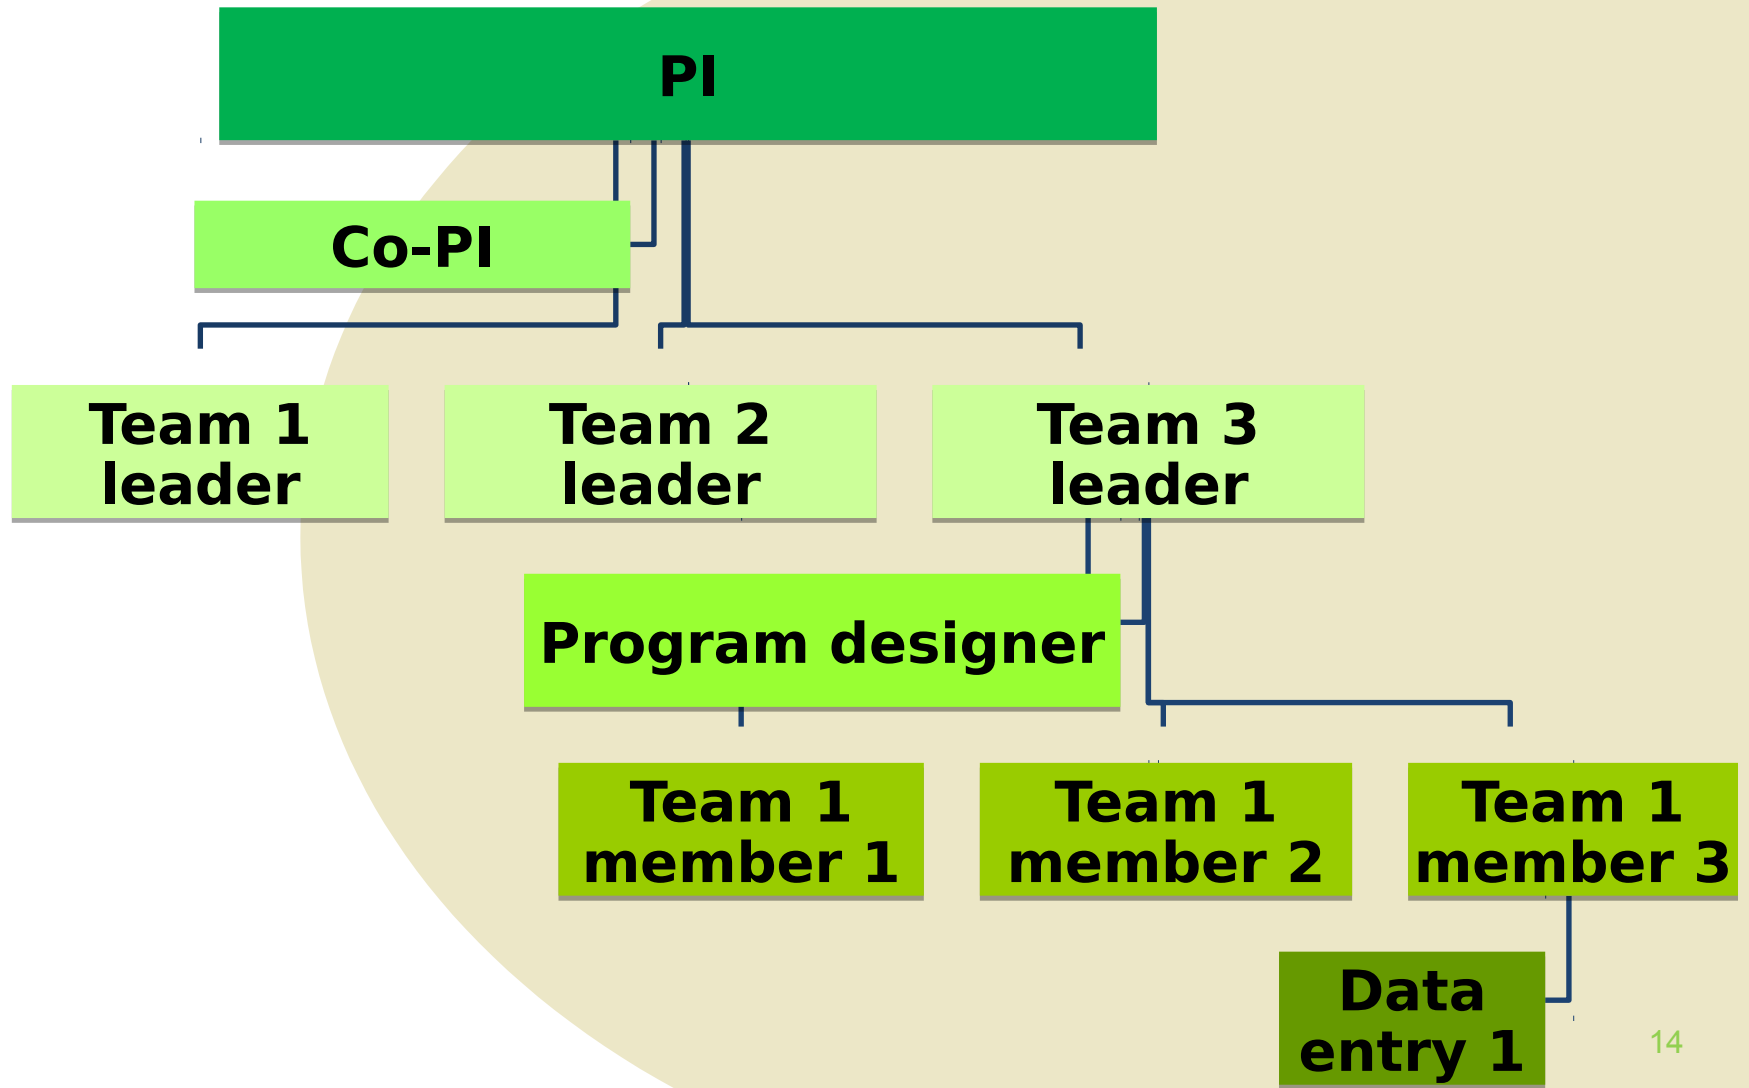 PI
Co-PI
Team 1
leader
Team 2
leader
Team 3
leader
Program designer
Team 1
member 1
Team 1
member 2
Team 1
member 3
Data
entry 1
14